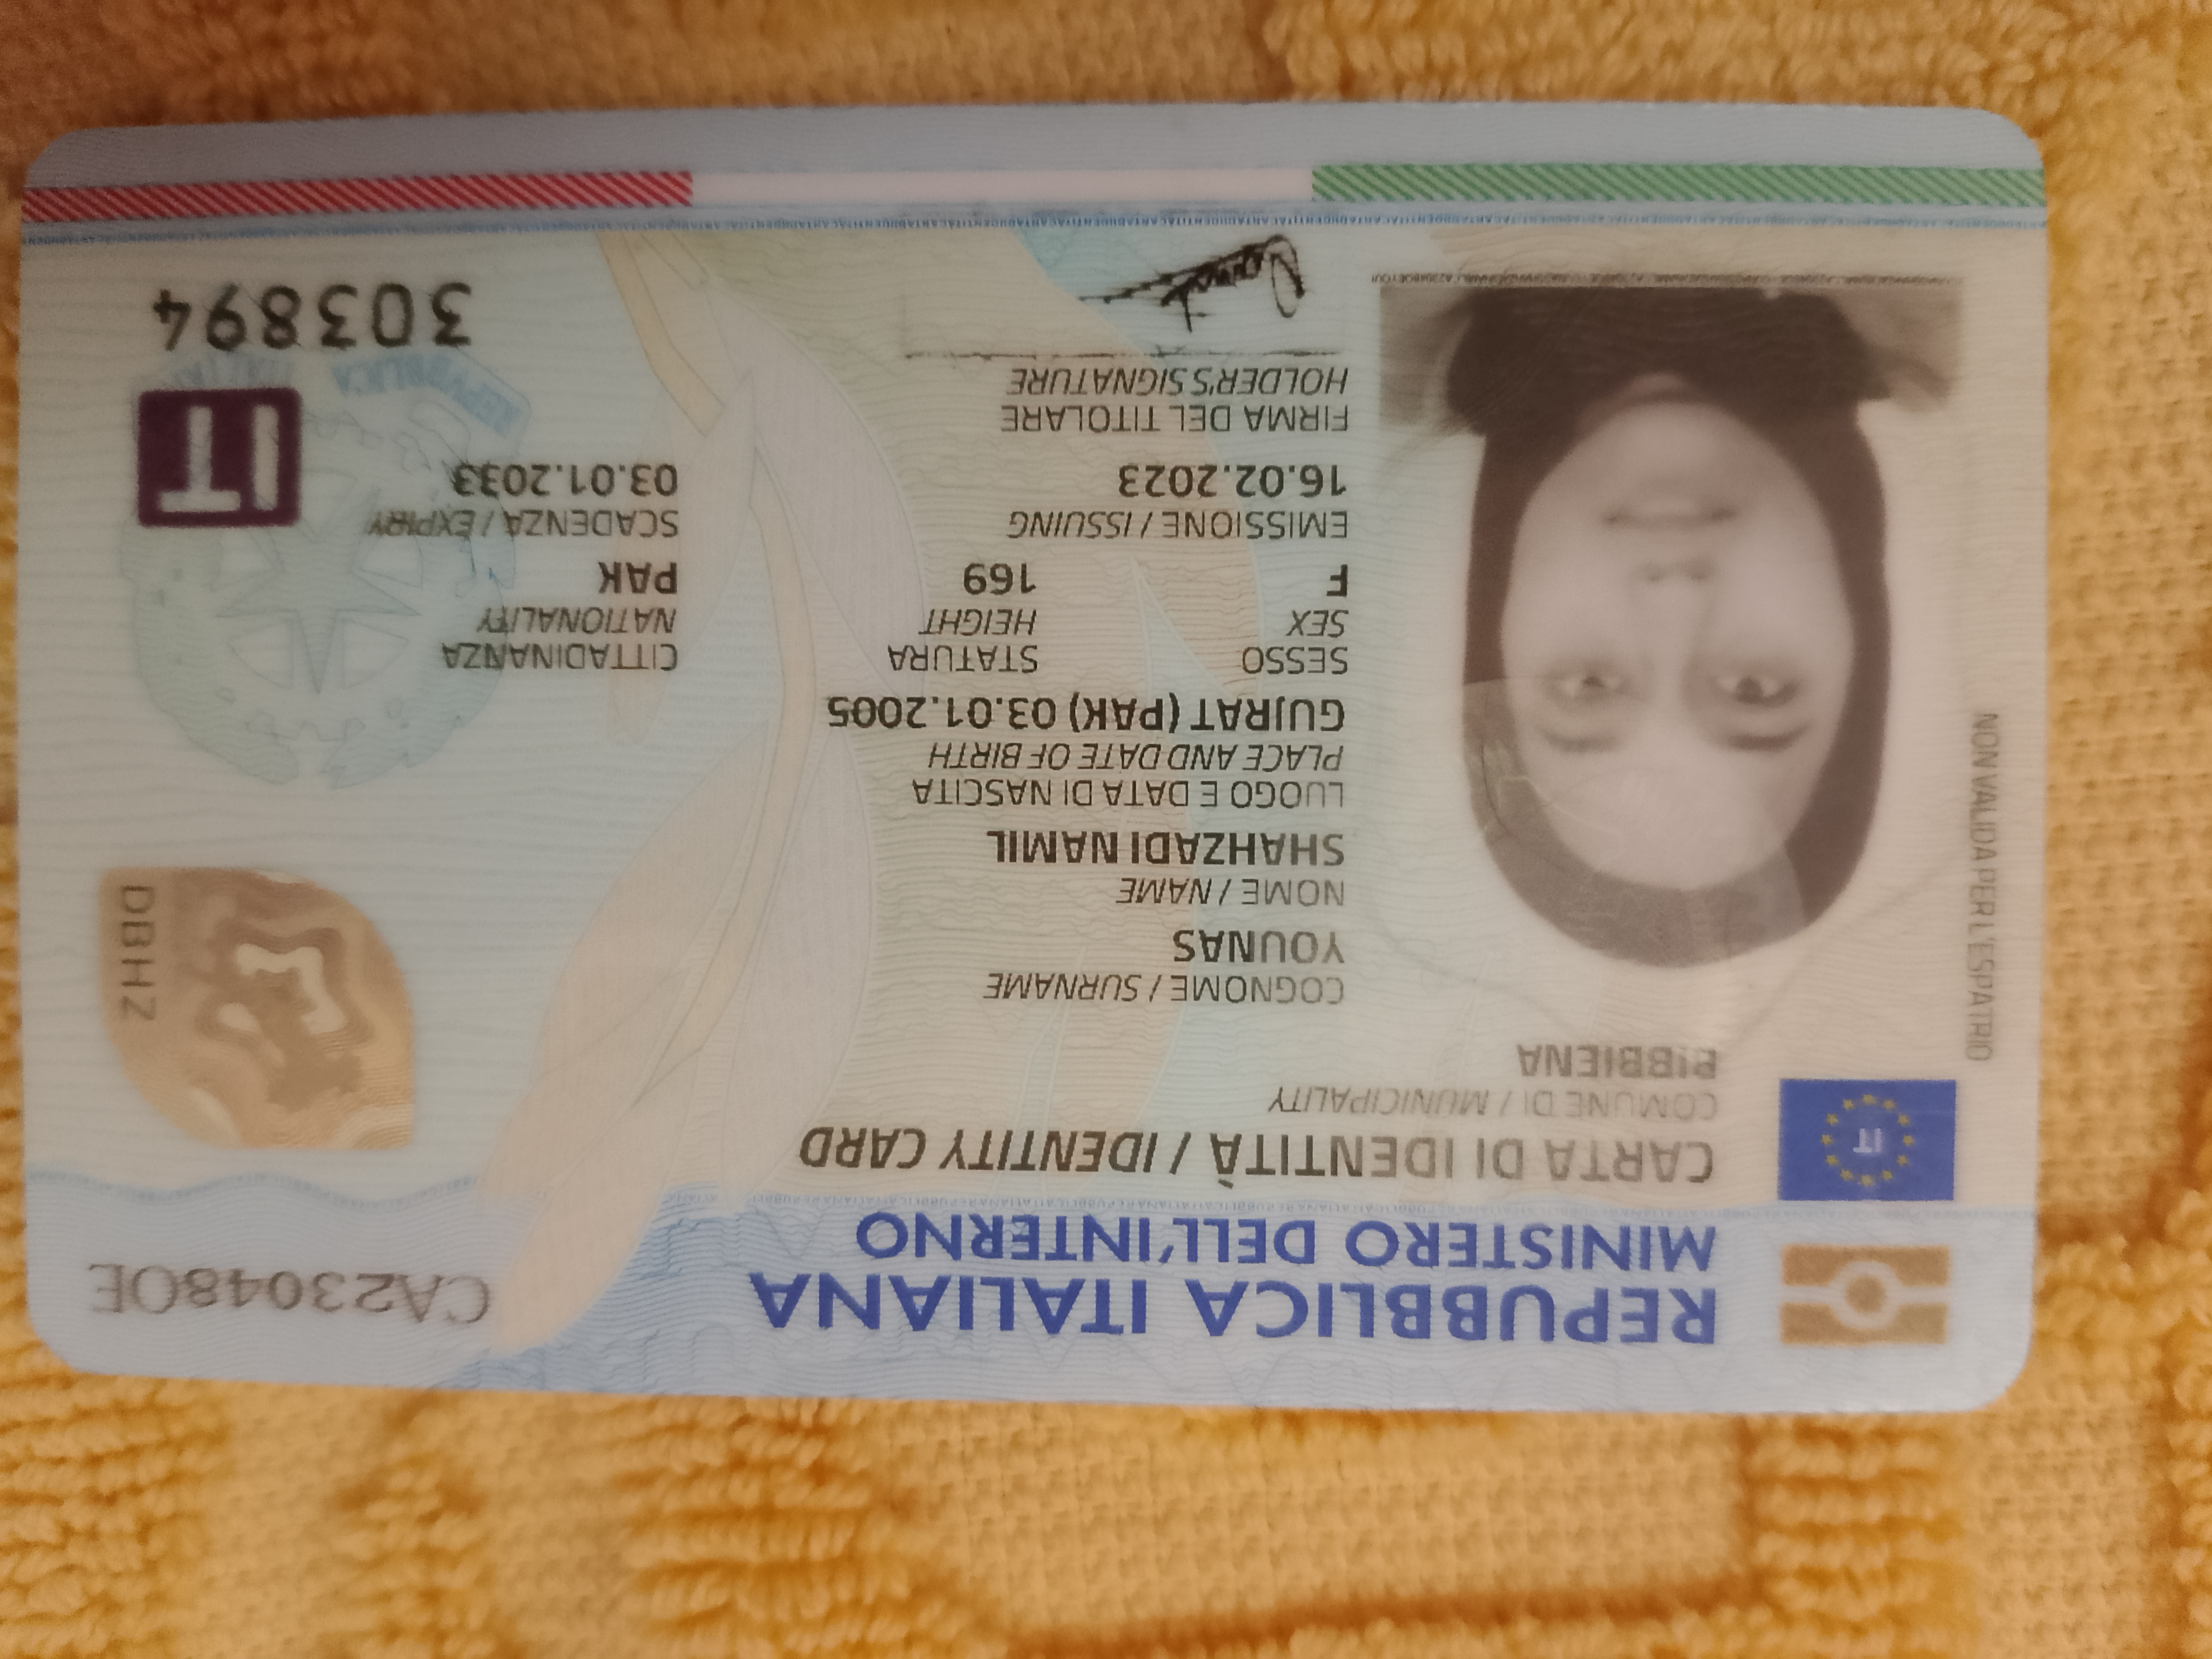 REPUBBLICA ITALIANA
MINISTERO DELL'INTERNO
CA23048OE
IT
CARTA DI IDENTITÀ / IDENTITY CARD
COMUNE DI / MUNICIPALITY
BIBBIENA
COGNOME / SURNAME
YOUNAS
NOME / NAME
SHAHZADI NAMIL
LUOGO E DATA DI NASCITA
PLACE AND DATE OF BIRTH
GUJRAT (PAK) 03.01.2005
SESSO STATURA CITTADINANZA
SEX HEIGHT NATIONALITY
F 169 PAK
EMISSIONE / ISSUING SCADENZA / EXPIRY
16.02.2023 03.01.2033
FIRMA DEL TITOLARE
HOLDER'S SIGNATURE
IT
303894
NON VALIDA PER L'ESPATRIO
DBHZ